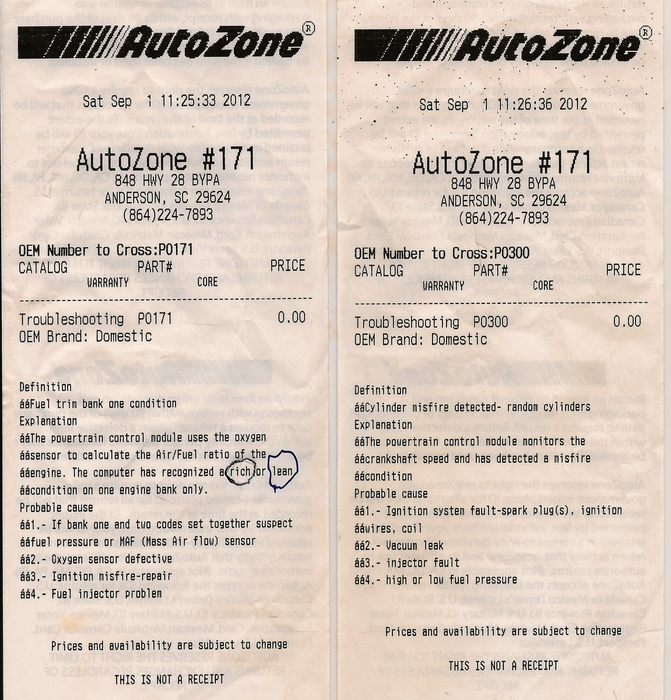 AutoZone®
Sat Sep 1 11:25:33 2012
AutoZone #171
848 HWY 28 BYPA
ANDERSON, SC 29624
(864)224-7893
OEM Number to Cross:P0171
CATALOG PART# PRICE
WARRANTY CORE
Troubleshooting P0171 0.00
OEM Brand: Domestic
Definition
ááFuel trim bank one condition
Explanation
ááThe powertrain control module uses the oxygen
áásensor to calculate the Air/Fuel ratio of the
ááengine. The computer has recognized a rich or lean
áácondition on one engine bank only.
Probable cause
áá1.- If bank one and two codes set together suspect
ááfuel pressure or MAF (Mass Air flow) sensor
áá2.- Oxygen sensor defective
áá3.- Ignition misfire-repair
áá4.- Fuel injector problem
Prices and availability are subject to change
THIS IS NOT A RECEIPT
AutoZone®
Sat Sep 1 11:26:36 2012
AutoZone #171
848 HWY 28 BYPA
ANDERSON, SC 29624
(864)224-7893
OEM Number to Cross:P0300
CATALOG PART# PRICE
WARRANTY CORE
Troubleshooting P0300 0.00
OEM Brand: Domestic
Definition
ááCylinder misfire detected- random cylinders
Explanation
ááThe powertrain control module monitors the
áácrankshaft speed and has detected a misfire
áácondition
Probable cause
áá1.- Ignition system fault-spark plug(s), ignition
ááwires, coil
áá2.- Vacuum leak
áá3.- injector fault
áá4.- high or low fuel pressure
Prices and availability are subject to change
THIS IS NOT A RECEIPT